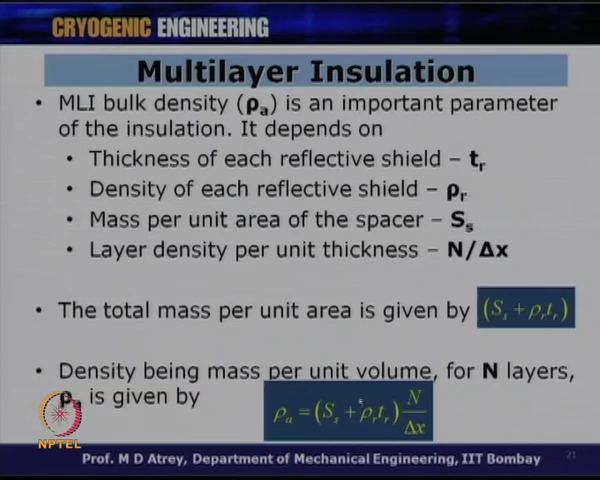 CRYOGENIC ENGINEERING
Multilayer Insulation
• MLI bulk density (ρₐ) is an important parameter
of the insulation. It depends on
• Thickness of each reflective shield – tᵣ
• Density of each reflective shield – ρᵣ
• Mass per unit area of the spacer – Sₛ
• Layer density per unit thickness – N/Δx
• The total mass per unit area is given by (Sₛ + ρᵣtᵣ)
• Density being mass per unit volume, for N layers,
is given by ρₐ = (Sₛ + ρᵣtᵣ) N/Δx
NPTEL
Prof. M D Atrey, Department of Mechanical Engineering, IIT Bombay
21